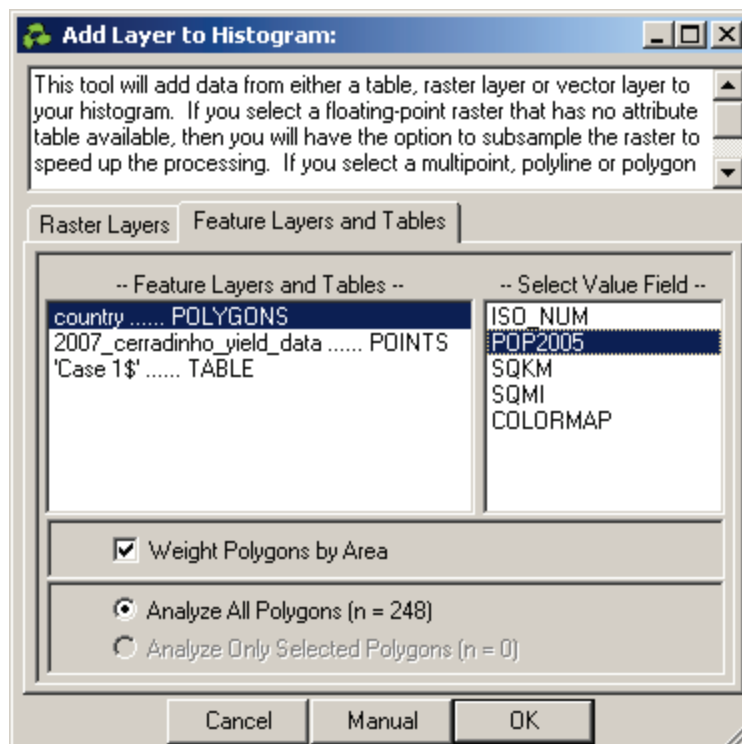 Add Layer to Histogram:
This tool will add data from either a table, raster layer or vector layer to
your histogram. If you select a floating-point raster that has no attribute
table available, then you will have the option to subsample the raster to
speed up the processing. If you select a multipoint, polyline or polygon
Raster Layers
Feature Layers and Tables
-- Feature Layers and Tables --
country ...... POLYGONS
2007_cerradinho_yield_data ...... POINTS
'Case 1$' ...... TABLE
-- Select Value Field --
ISO_NUM
POP2005
SQKM
SQMI
COLORMAP
Weight Polygons by Area
Analyze All Polygons (n = 248)
Analyze Only Selected Polygons (n = 0)
Cancel
Manual
OK